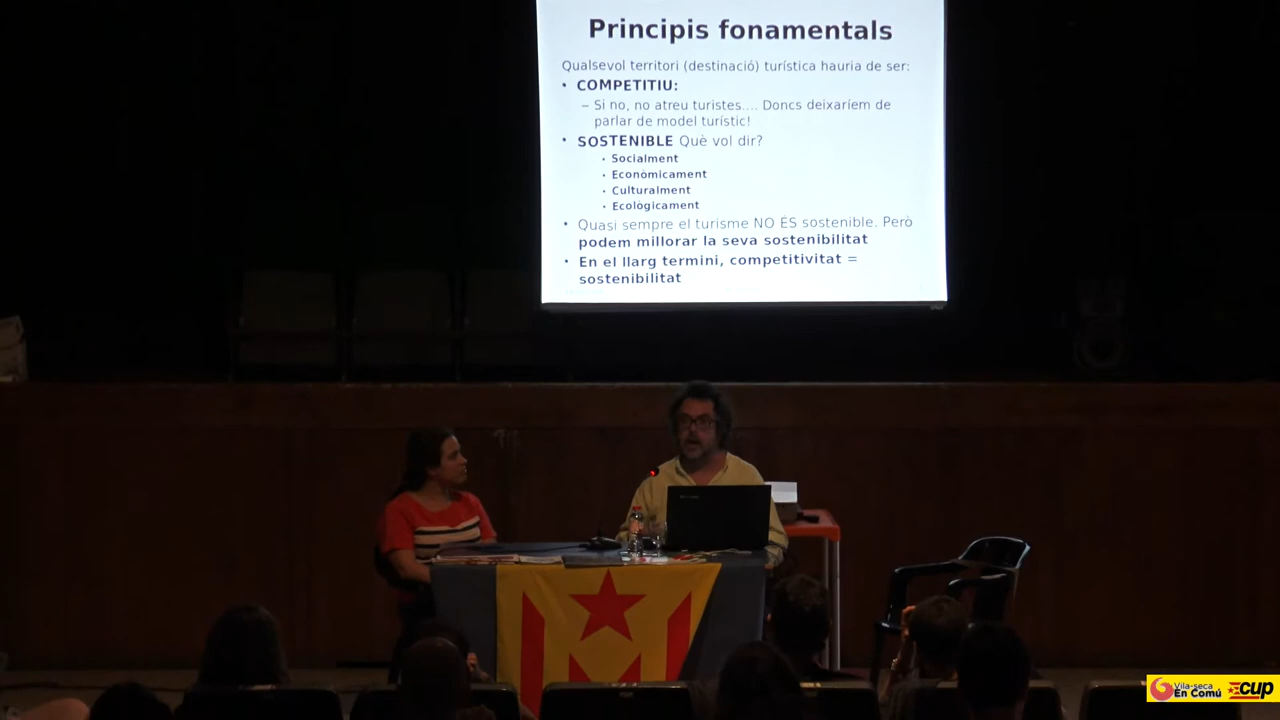 Principis fonamentals
Qualsevol territori (destinació) turística hauria de ser:
• COMPETITIU:
– Si no, no atreu turistes.... Doncs deixaríem de
parlar de model turístic!
• SOSTENIBLE Què vol dir?
• Socialment
• Econòmicament
• Culturalment
• Ecològicament
• Quasi sempre el turisme NO ÉS sostenible. Però
podem millorar la seva sostenibilitat
• En el llarg termini, competitivitat =
sostenibilitat
Vila-seca
En Comú
CUP